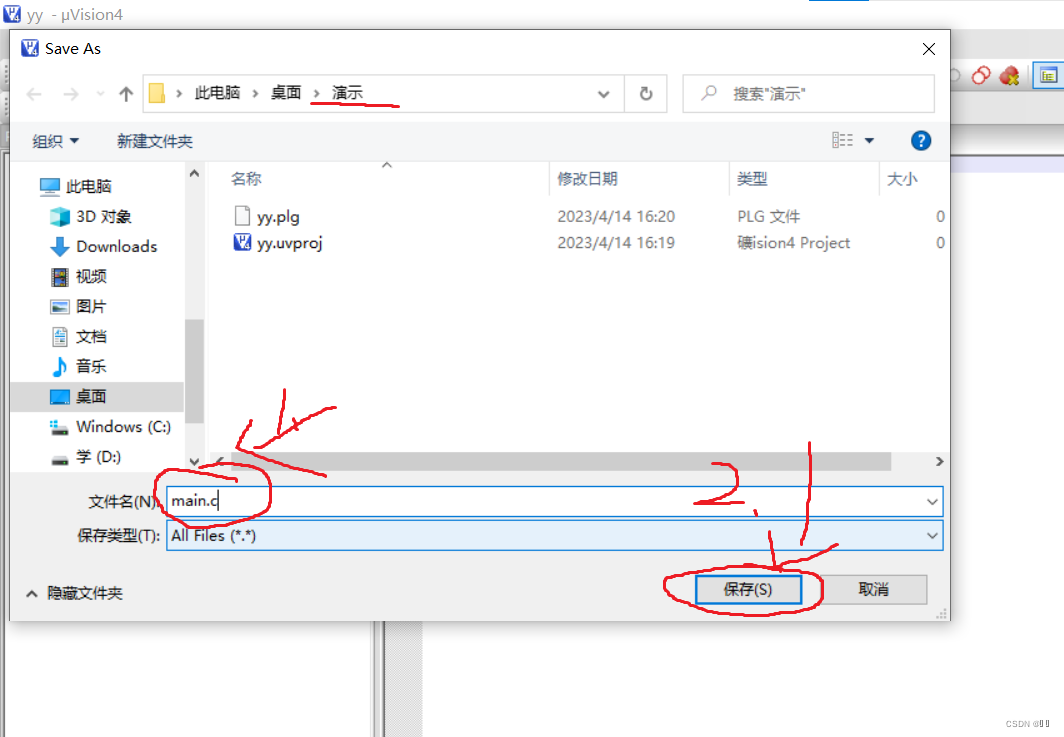 yy - µVision4
Save As
此电脑 › 桌面 › 演示
搜索"演示"
组织 新建文件夹
名称 修改日期 类型 大小
yy.plg 2023/4/14 16:20 PLG 文件 0
yy.uvproj 2023/4/14 16:19 礦ision4 Project 0
此电脑
3D 对象
Downloads
视频
图片
文档
音乐
桌面
Windows (C:)
学 (D:)
2.
文件名(N): main.c
保存类型(T): All Files (*.*)
隐藏文件夹 保存(S) 取消